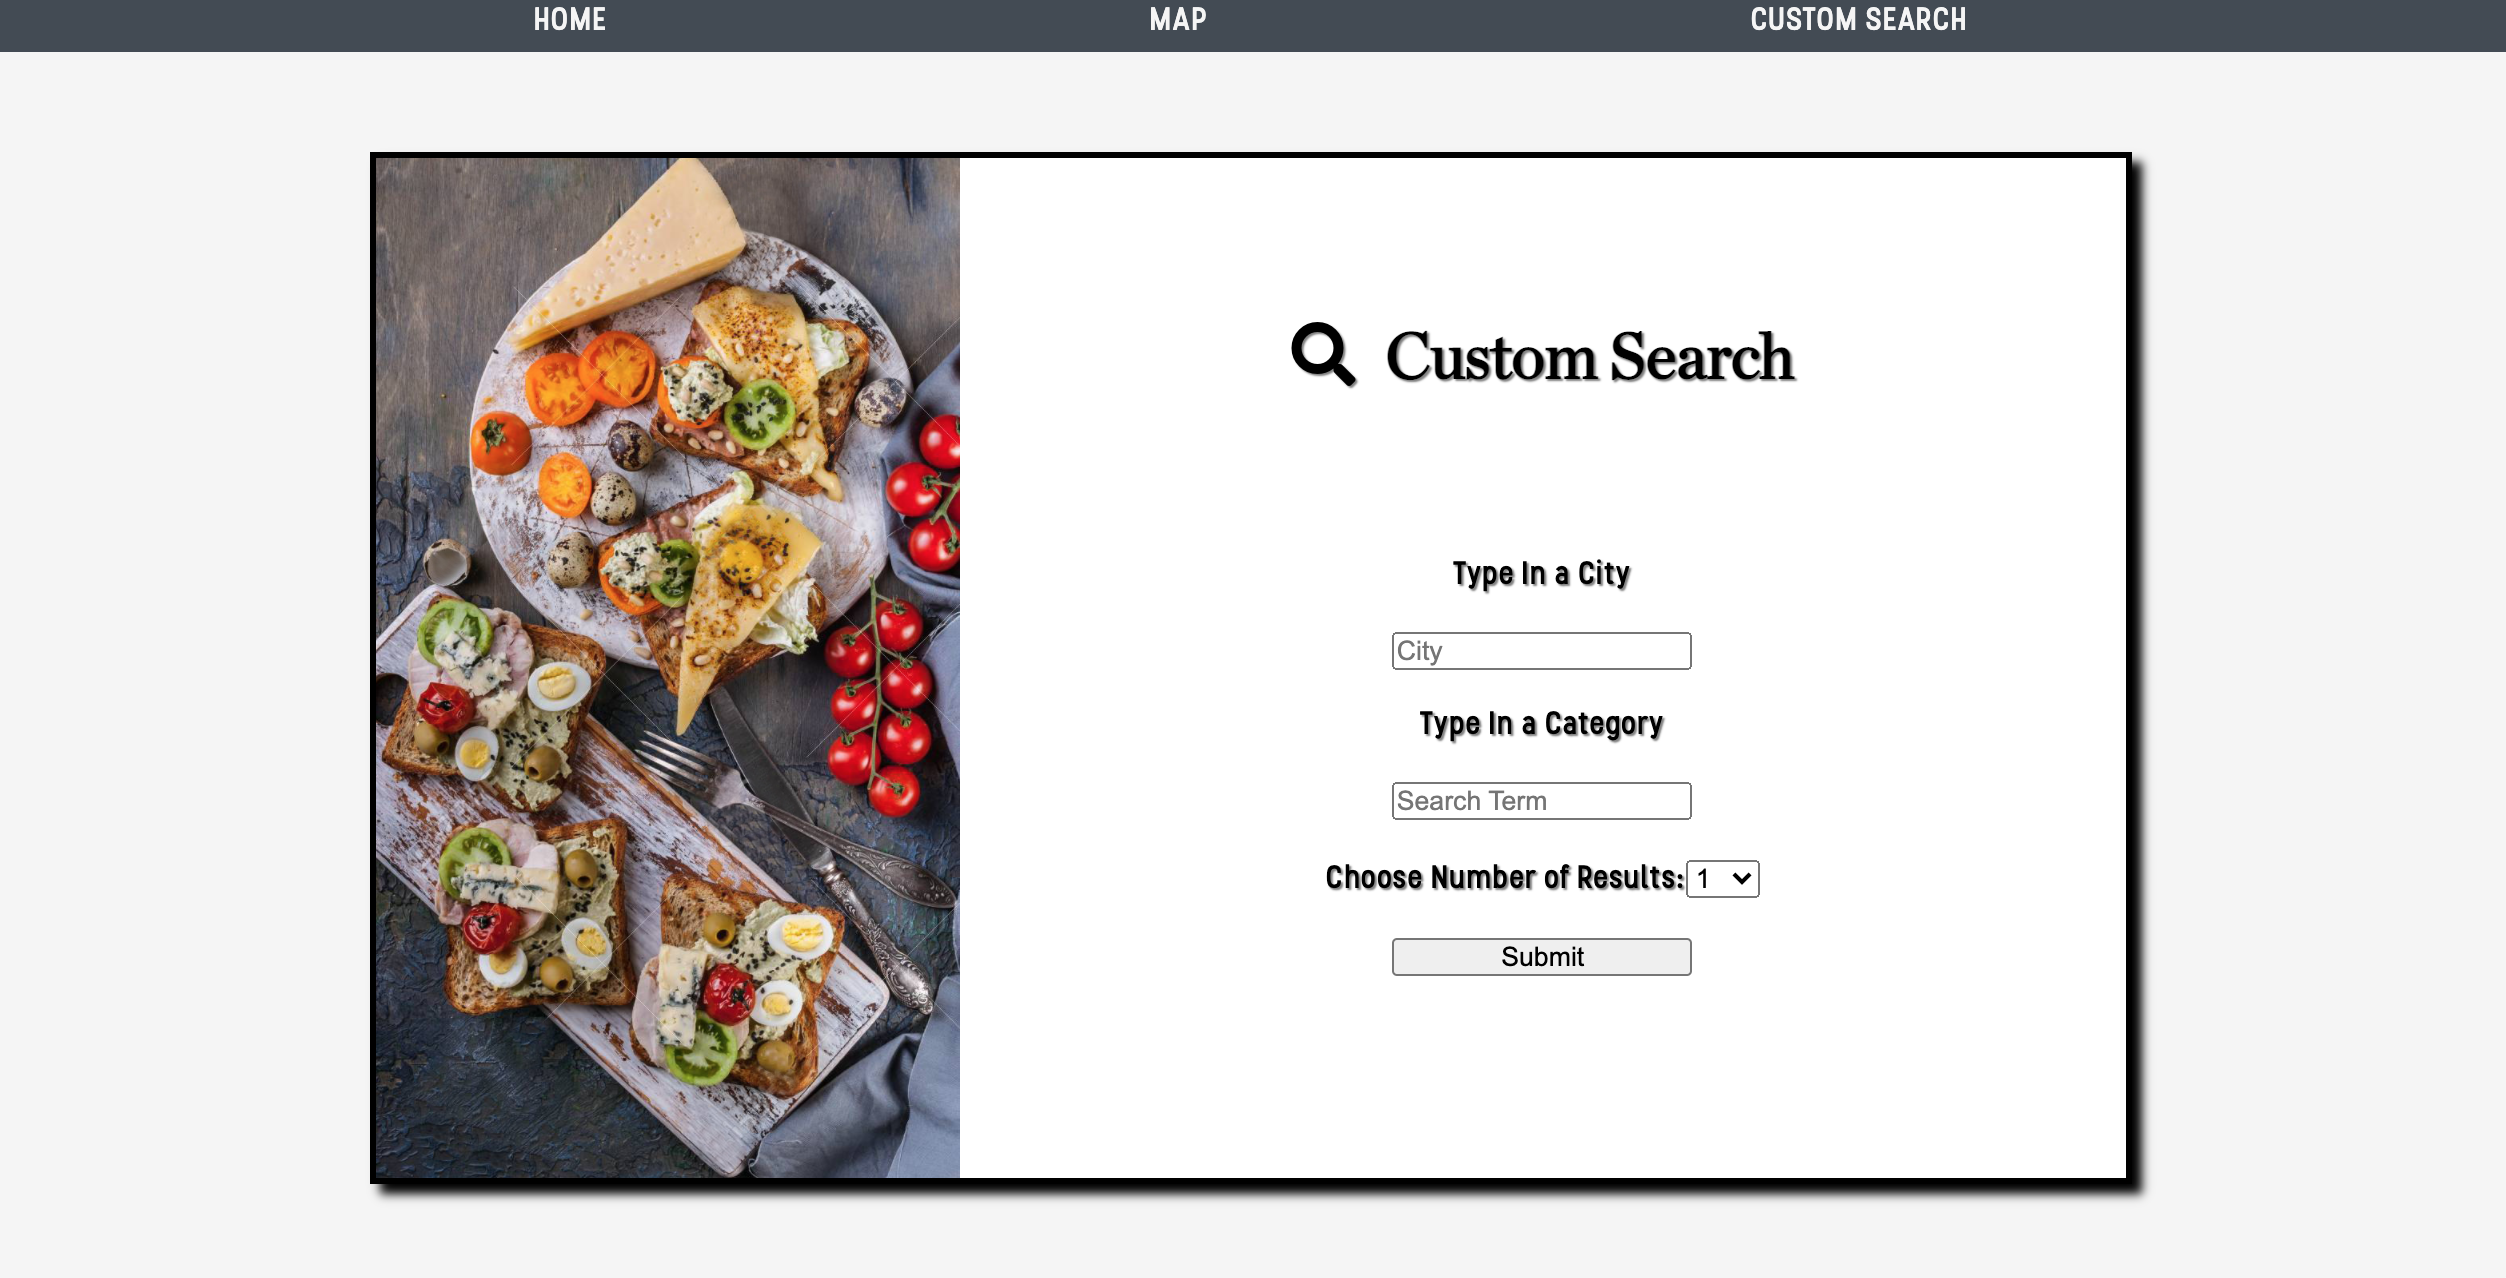 HOME MAP CUSTOM SEARCH
Custom Search
Type In a City
City
Type In a Category
Search Term
Choose Number of Results: 1
Submit